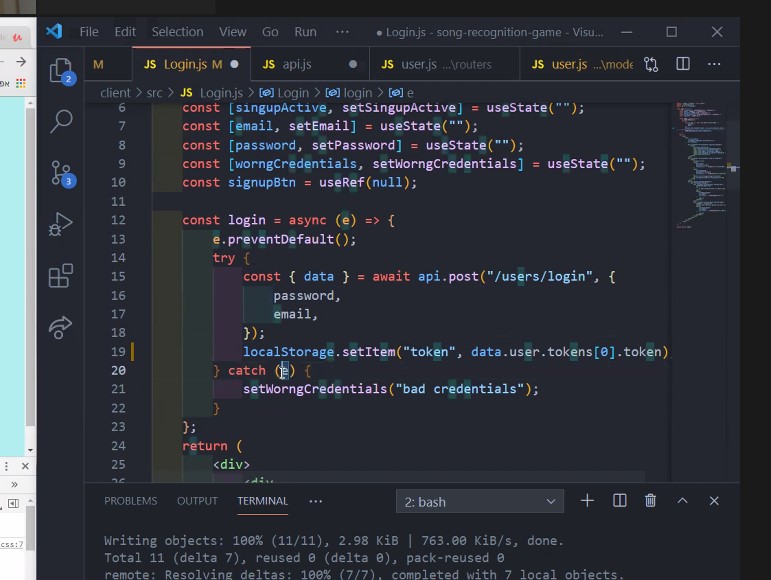 File Edit Selection View Go Run ··· ● Login.js - song-recognition-game - Visu...
M JS Login.js M ● JS api.js ● JS user.js ...\routers JS user.js ...\mode
client > src > JS Login.js > Login > login > e
6 const [singupActive, setSingupActive] = useState("");
7 const [email, setEmail] = useState("");
8 const [password, setPassword] = useState("");
9 const [worngCredentials, setWorngCredentials] = useState("");
10 const signupBtn = useRef(null);
11
12 const login = async (e) => {
13 e.preventDefault();
14 try {
15 const { data } = await api.post("/users/login", {
16 password,
17 email,
18 });
19 localStorage.setItem("token", data.user.tokens[0].token)
20 } catch (e) {
21 setWorngCredentials("bad credentials");
22 }
23 };
24 return (
25 <div>
26 <div
2
3
PROBLEMS OUTPUT TERMINAL ···
2: bash
Writing objects: 100% (11/11), 2.98 KiB | 763.00 KiB/s, done.
Total 11 (delta 7), reused 0 (delta 0), pack-reused 0
remote: Resolving deltas: 100% (7/7), completed with 7 local objects.
css:7